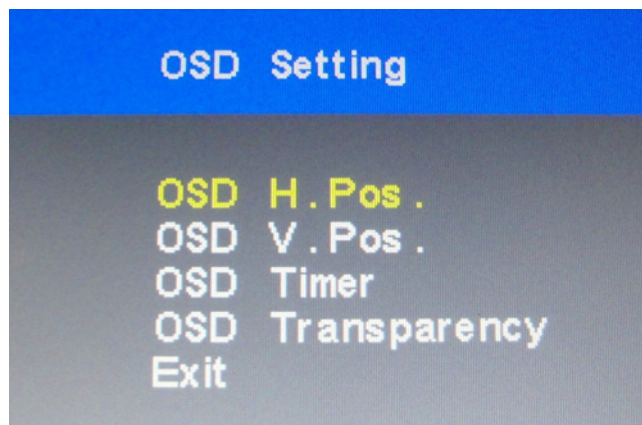 OSD Setting
OSD H.Pos.
OSD V.Pos.
OSD Timer
OSD Transparency
Exit